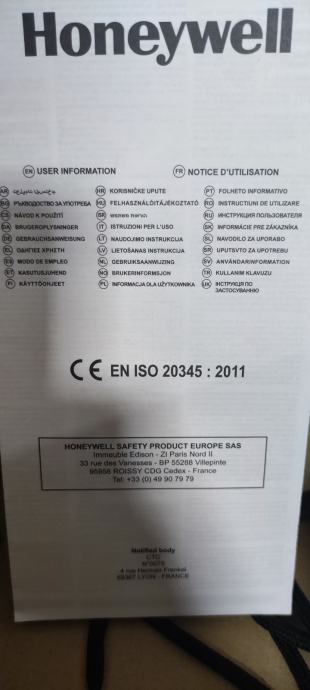 Honeywell
EN USER INFORMATION
FR NOTICE D'UTILISATION
AR
BG РЪКОВОДСТВО ЗА УПОТРЕБА
CS NÁVOD K POUŽITÍ
DA BRUGEROPLYSNINGER
DE GEBRAUCHSANWEISUNG
EL ΟΔΗΓΙΕΣ ΧΡΗΣΗΣ
ES MODO DE EMPLEO
ET KASUTUSJUHEND
FI KÄYTTÖOHJEET
HR KORISNIČKE UPUTE
HU FELHASZNÁLÓI TÁJÉKOZTATÓ
IT ISTRUZIONI PER L'USO
LT NAUDOJIMO INSTRUKCIJA
LV LIETOŠANAS INSTRUKCIJA
NL GEBRUIKSAANWIJZING
NO BRUKERINFORMSJON
PL INFORMACJA DLA UŻYTKOWNIKA
PT FOLHETO INFORMATIVO
RO INSTRUCTIUNI DE UTILIZARE
RU ИНСТРУКЦИЯ ПОЛЬЗОВАТЕЛЯ
SK INFORMÁCIE PRE ZÁKAZNÍKA
SL NAVODILO ZA UPORABO
SR UPUTSTVO ZA UPOTREBU
SV ANVÄNDARINFORMATION
TR KULLANIM KLAVUZU
UK ІНСТРУКЦІЯ ПО
ЗАСТОСУВАННЮ
CE EN ISO 20345 : 2011
HONEYWELL SAFETY PRODUCT EUROPE SAS
Immeuble Edison - ZI Paris Nord II
33 rue des Vanesses - BP 55288 Villepinte
95958 ROISSY CDG Cedex - France
Tel: +33 (0) 49 90 79 79
Notified body
CTC
N°0075
4 rue Herman Frenkel
69367 LYON - FRANCE